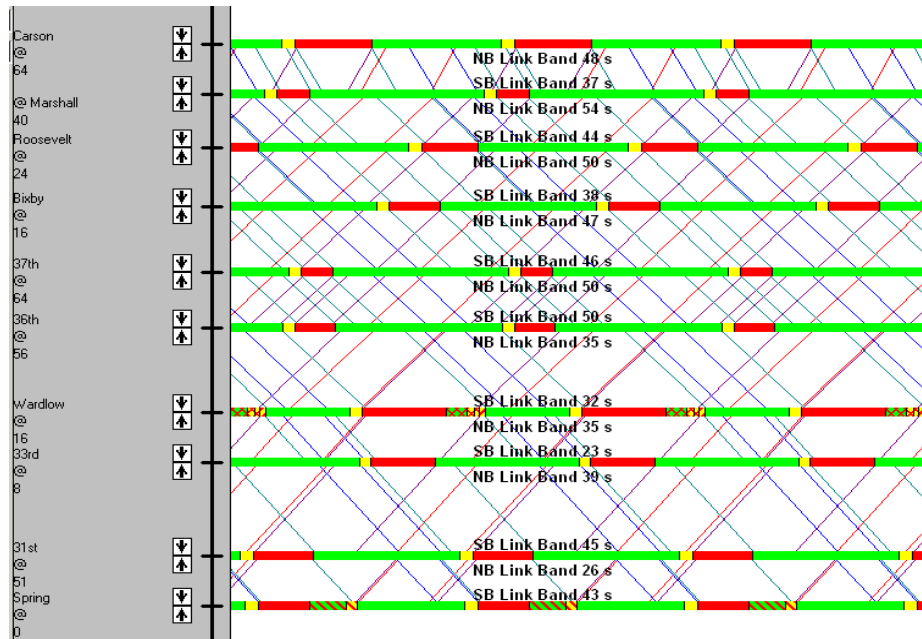 Carson
@
64
NB Link Band 48 s
SB Link Band 37 s
@ Marshall
40
NB Link Band 54 s
Roosevelt
@
24
SB Link Band 44 s
NB Link Band 50 s
Bixby
@
16
SB Link Band 38 s
NB Link Band 47 s
37th
@
64
SB Link Band 46 s
NB Link Band 50 s
36th
@
56
SB Link Band 50 s
NB Link Band 35 s
Wardlow
@
16
SB Link Band 32 s
NB Link Band 35 s
33rd
@
8
SB Link Band 23 s
NB Link Band 39 s
31st
@
51
SB Link Band 45 s
NB Link Band 26 s
Spring
@
0
SB Link Band 43 s